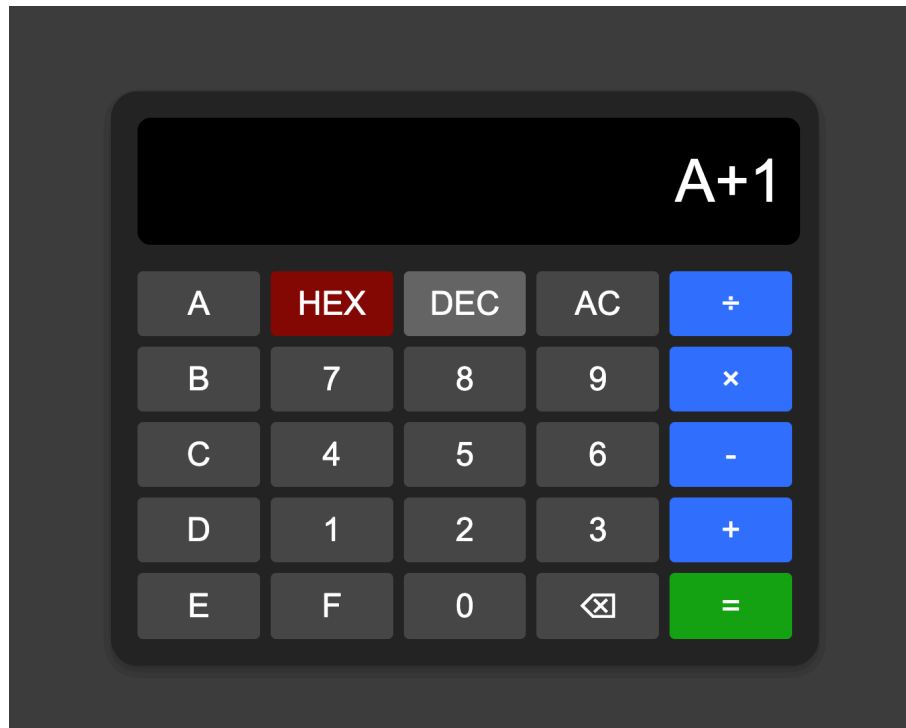 A+1
A HEX DEC AC ÷
B 7 8 9 ×
C 4 5 6 -
D 1 2 3 +
E F 0 ⌫ =